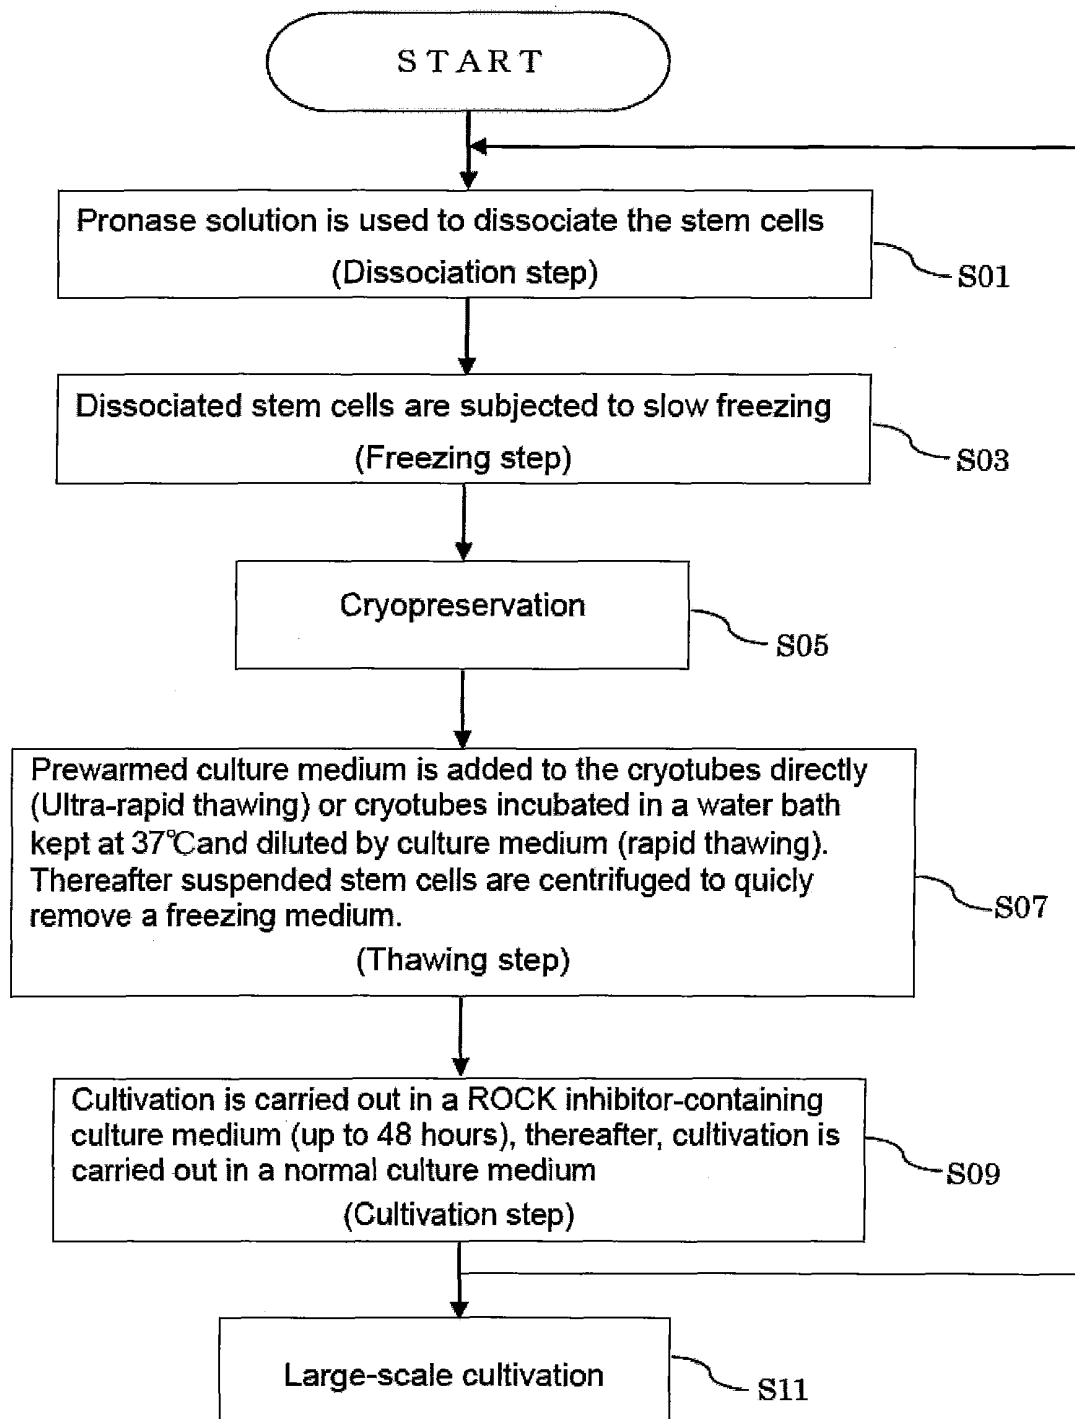 START
Pronase solution is used to dissociate the stem cells
(Dissociation step)
S01
Dissociated stem cells are subjected to slow freezing
(Freezing step)
S03
Cryopreservation
S05
Prewarmed culture medium is added to the cryotubes directly
(Ultra-rapid thawing) or cryotubes incubated in a water bath
kept at 37℃and diluted by culture medium (rapid thawing).
Thereafter suspended stem cells are centrifuged to quicly
remove a freezing medium.
(Thawing step)
S07
Cultivation is carried out in a ROCK inhibitor-containing
culture medium (up to 48 hours), thereafter, cultivation is
carried out in a normal culture medium
(Cultivation step)
S09
Large-scale cultivation
S11